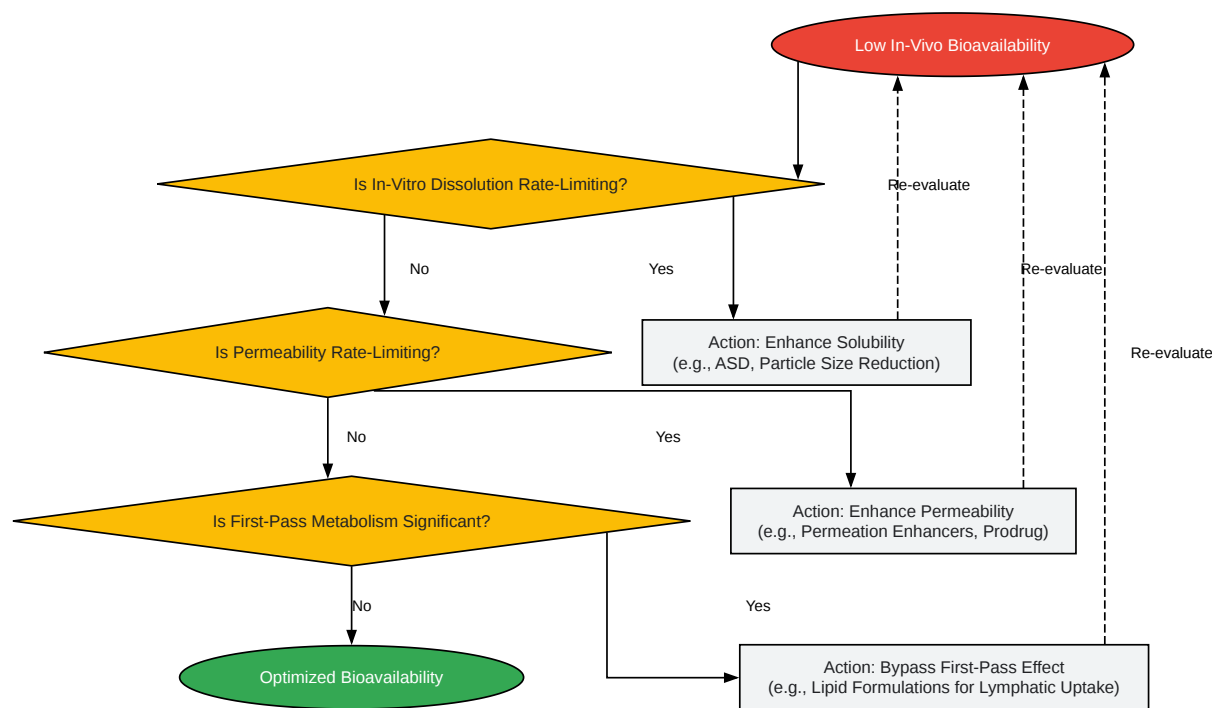 Low In-Vivo Bioavailability
Is In-Vitro Dissolution Rate-Limiting?
Re-evaluate
No
Yes
Re-evaluate
Action: Enhance Solubility
(e.g., ASD, Particle Size Reduction)
Is Permeability Rate-Limiting?
Re-evaluate
No
Yes
Action: Enhance Permeability
(e.g., Permeation Enhancers, Prodrug)
Is First-Pass Metabolism Significant?
No
Yes
Action: Bypass First-Pass Effect
(e.g., Lipid Formulations for Lymphatic Uptake)
Optimized Bioavailability